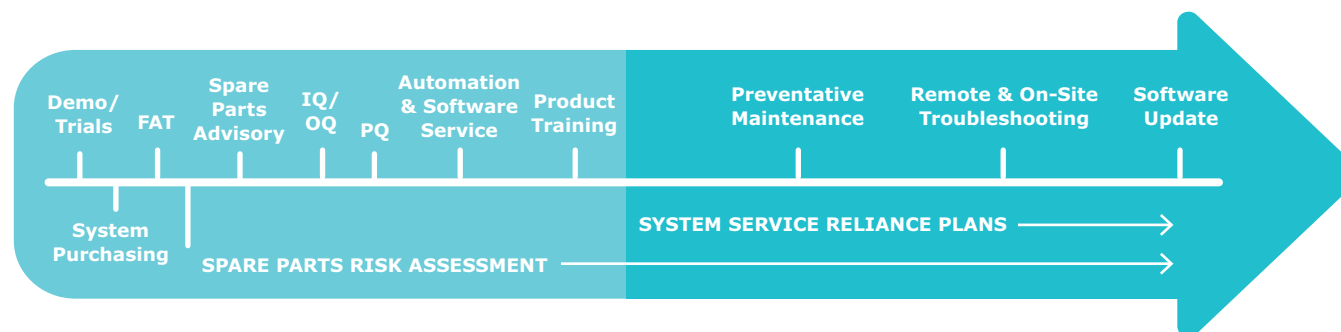 Demo/
Trials
FAT
Spare
Parts
Advisory
IQ/
OQ
PQ
Automation
& Software
Service
Product
Training
Preventative
Maintenance
Remote & On-Site
Troubleshooting
Software
Update
System
Purchasing
SYSTEM SERVICE RELIANCE PLANS
SPARE PARTS RISK ASSESSMENT